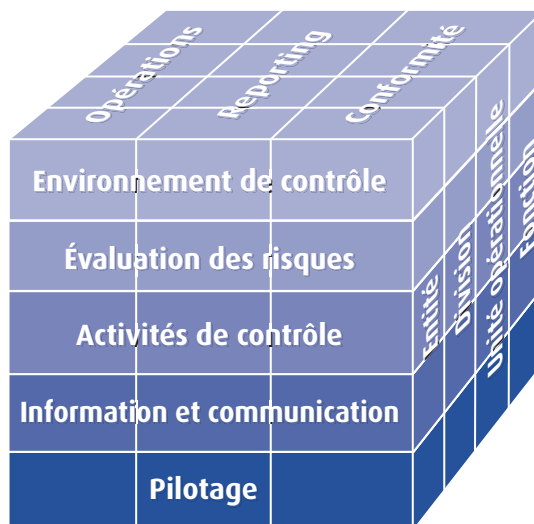 Opérations
Reporting
Conformité
Environnement de contrôle
Évaluation des risques
Activités de contrôle
Information et communication
Pilotage
Entité
Division
Unité opérationnelle
Fonction